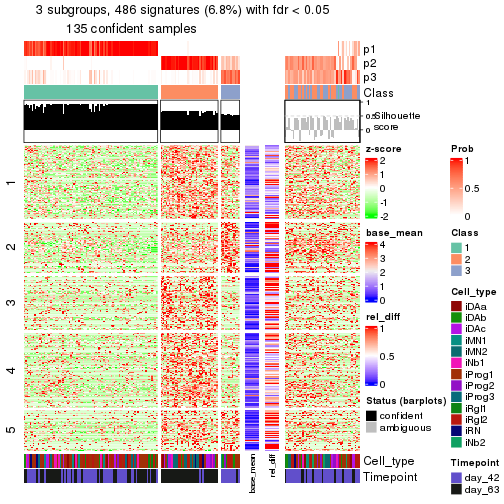 3 subgroups, 486 signatures (6.8%) with fdr < 0.05
135 confident samples
p1
p2
p3
Class
1
0.5
0
Silhouette
score
1
2
3
4
5
z-score
2
1
0
-1
-2
base_mean
4
3
2
1
0
rel_diff
1
0.5
0
Status (barplots)
confident
ambiguous
Prob
1
0.5
0
Class
1
2
3
Cell_type
iDAa
iDAb
iDAc
iMN1
iMN2
iNb1
iProg1
iProg2
iProg3
iRgl1
iRgl2
iRN
iNb2
Timepoint
day_42
day_63
Cell_type
Timepoint
base_mean
rel_diff